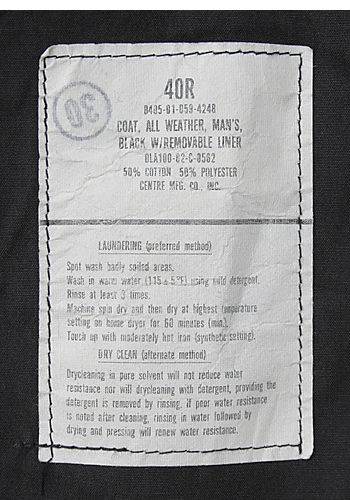 30
40R
8405-01-059-4248
COAT, ALL WEATHER, MAN'S,
BLACK W/REMOVABLE LINER
DLA100-82-C-0562
50% COTTON 50% POLYESTER
CENTRE MFG. CO., INC.
LAUNDERING (preferred method)
Spot wash badly soiled areas.
Wash in warm water (115 ± 5°F) using mild detergent.
Rinse at least 3 times.
Machine spin dry and then dry at highest temperature
setting on home dryer for 60 minutes (min.)
Touch up with moderately hot iron (synthetic setting).
DRY CLEAN (alternate method)
Drycleaning in pure solvent will not reduce water
resistance nor will drycleaning with detergent, providing the
detergent is removed by rinsing. if poor water resistance
is noted after cleaning, rinsing in water followed by
drying and pressing will renew water resistance.